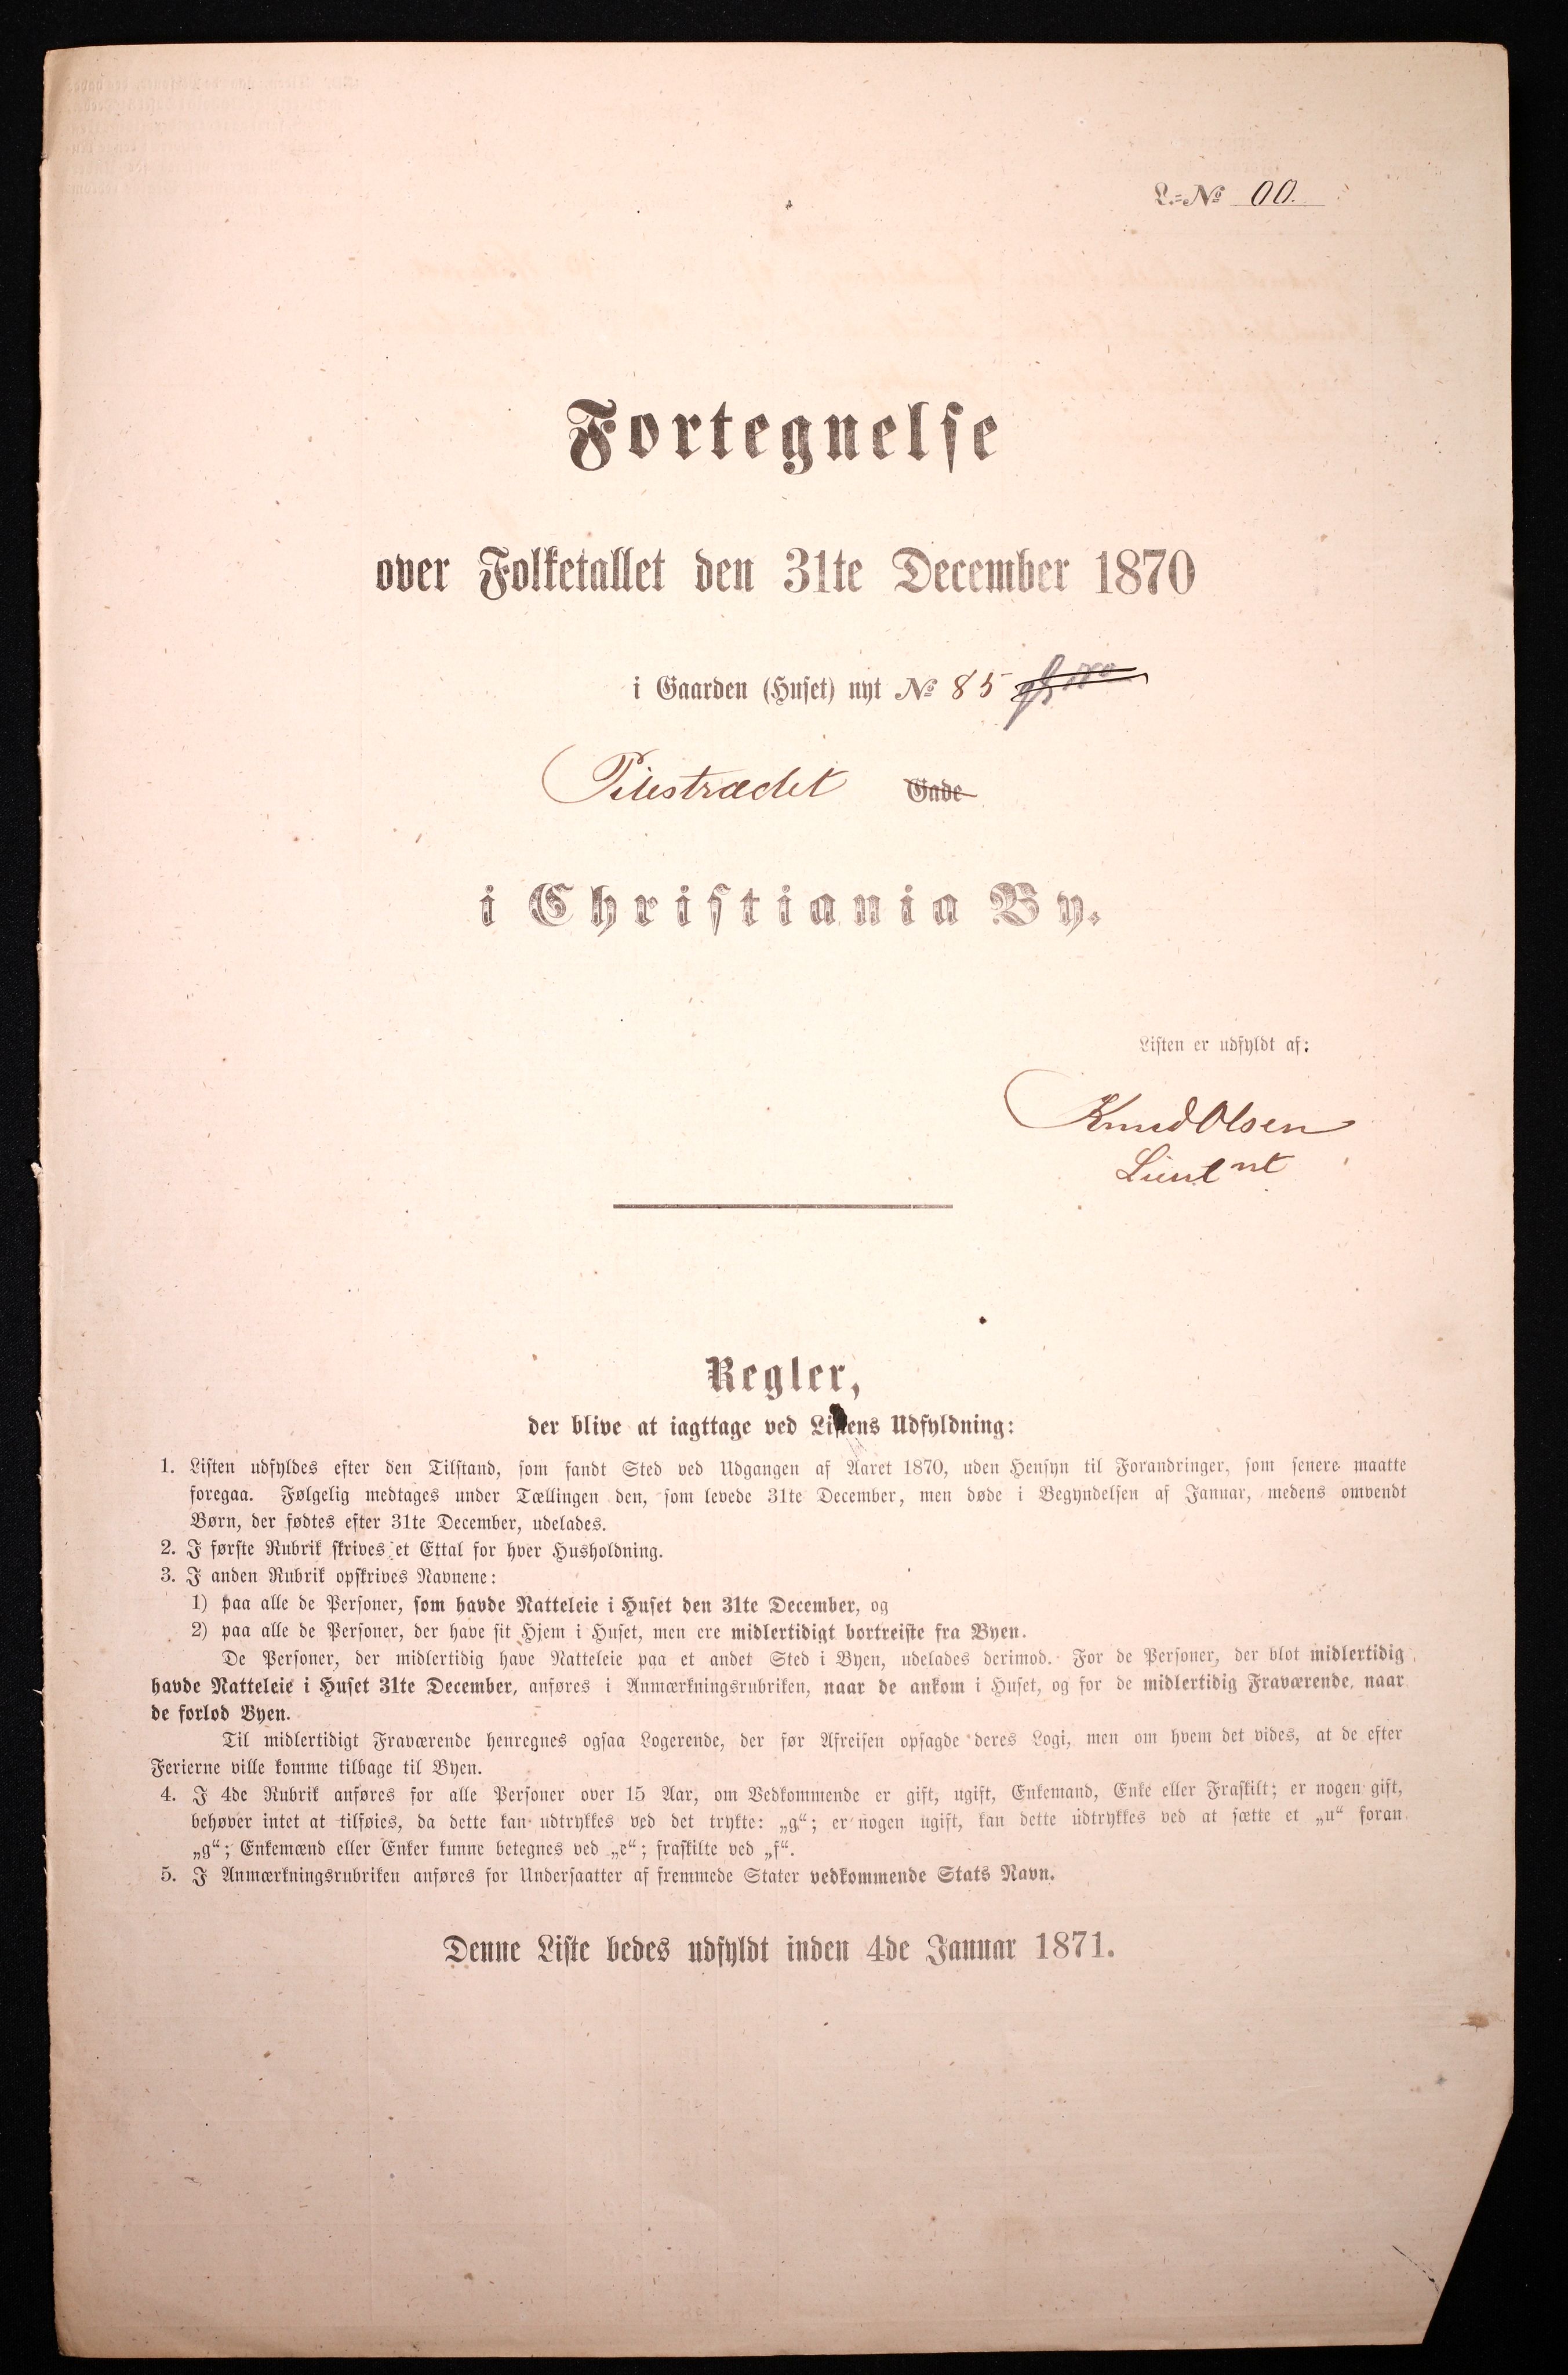 L.=No 00.
Fortegnelse
over Folketallet den 31te December 1870
i Gaarden (Huset) nyt No 85
Pilestrædet Gade
i Christiania By.
Listen er udfyldt af:
Knud Olsen
Lieutnt
Regler,
der blive at iagttage ved Listens Udfyldning:
1. Listen udfyldes efter den Tilstand, som fandt Sted ved Udgangen af Aaret 1870, uden Hensyn til Forandringer, som senere maatte
foregaa. Følgelig medtages under Tællingen den, som levede 31te December, men døde i Begyndelsen af Januar, medens omvendt
Børn, der fødtes efter 31te December, udelades.
2. I første Rubrik skrives et Ettal for hver Husholdning.
3. I anden Rubrik opskrives Navnene:
1) paa alle de Personer, som havde Natteleie i Huset den 31te December, og
2) paa alle de Personer, der have sit Hjem i Huset, men ere midlertidigt bortreiste fra Byen.
De Personer, der midlertidig have Natteleie paa et andet Sted i Byen, udelades derimod. For de Personer, der blot midlertidig
havde Natteleie i Huset 31te December, anføres i Anmærkningsrubriken, naar de ankom i Huset, og for de midlertidig Fraværende, naar
de forlod Byen.
Til midlertidigt Fraværende henregnes ogsaa Logerende, der før Afreisen opsagde deres Logi, men om hvem det vides, at de efter
Ferierne ville komme tilbage til Byen.
4. I 4de Rubrik anføres for alle Personer over 15 Aar, om Vedkommende er gift, ugift, Enkemand, Enke eller Fraskilt; er nogen gift,
behøver intet at tilføies, da dette kan udtrykkes ved det trykte: „g“; er nogen ugift, kan dette udtrykkes ved at sætte et „u“ foran
„g“; Enkemænd eller Enker kunne betegnes ved „e“; fraskilte ved „f“.
5. I Anmærkningsrubriken anføres for Undersaatter af fremmede Stater vedkommende Stats Navn.
Denne Liste bedes udfyldt inden 4de Januar 1871.